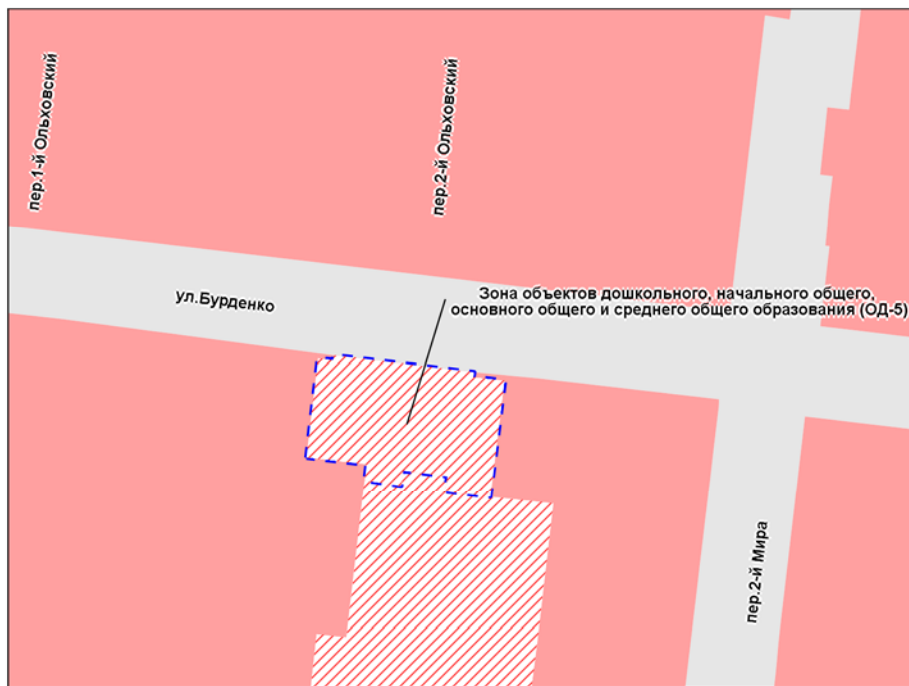 пер.1-й Ольховский
пер.2-й Ольховский
ул.Бурденко
Зона объектов дошкольного, начального общего,
основного общего и среднего общего образования (ОД-5)
пер.2-й Мира